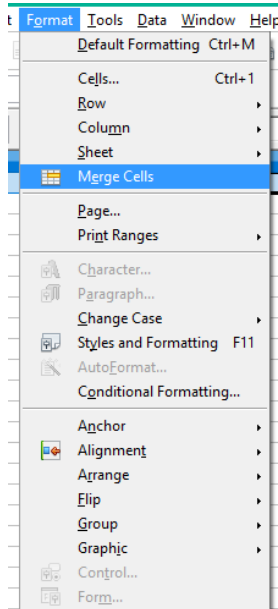 Format Tools Data Window Help
Default Formatting Ctrl+M
Cells... Ctrl+1
Row
Column
Sheet
Merge Cells
Page...
Print Ranges
Character...
Paragraph...
Change Case
Styles and Formatting F11
AutoFormat...
Conditional Formatting...
Anchor
Alignment
Arrange
Flip
Group
Graphic
Control...
Form...